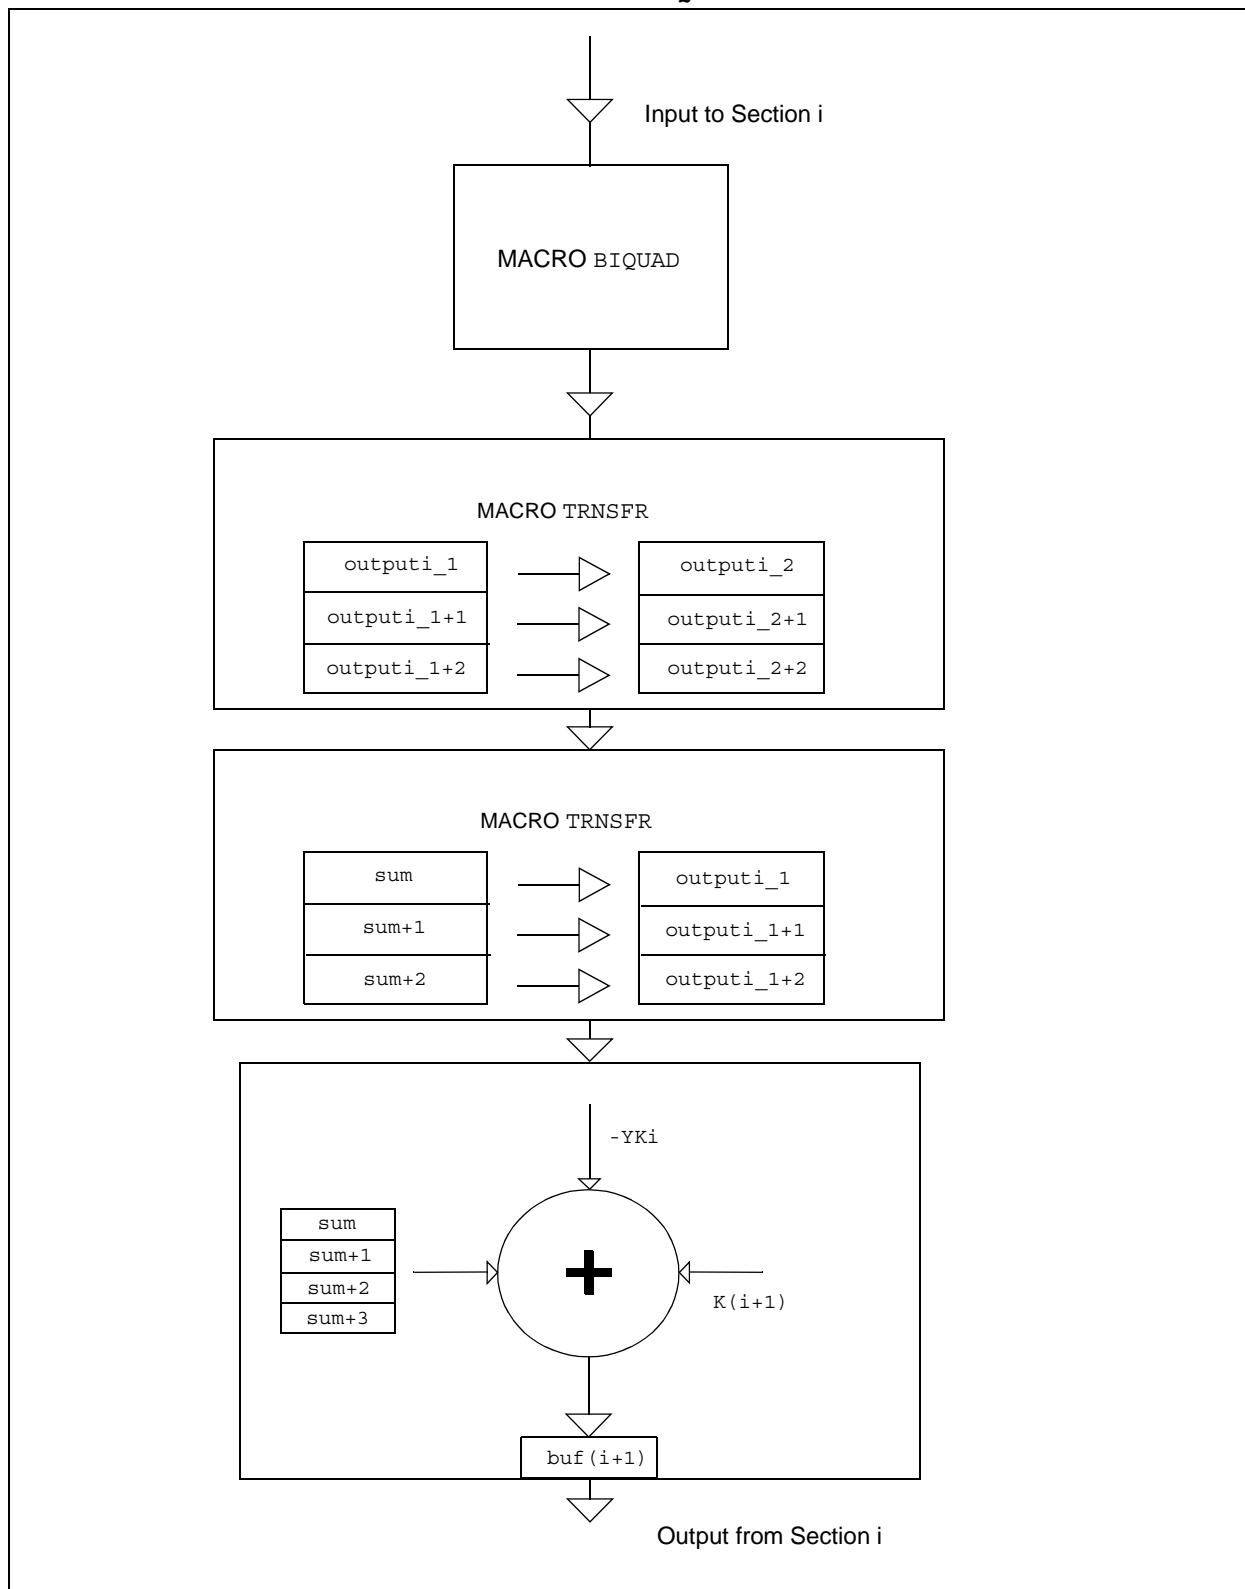 Input to Section i
MACRO BIQUAD
MACRO TRNSFR
outputi_1
outputi_2
outputi_1+1
outputi_2+1
outputi_1+2
outputi_2+2
MACRO TRNSFR
sum
outputi_1
sum+1
outputi_1+1
sum+2
outputi_1+2
-YKi
sum
sum+1
sum+2
sum+3
+
K(i+1)
buf(i+1)
Output from Section i